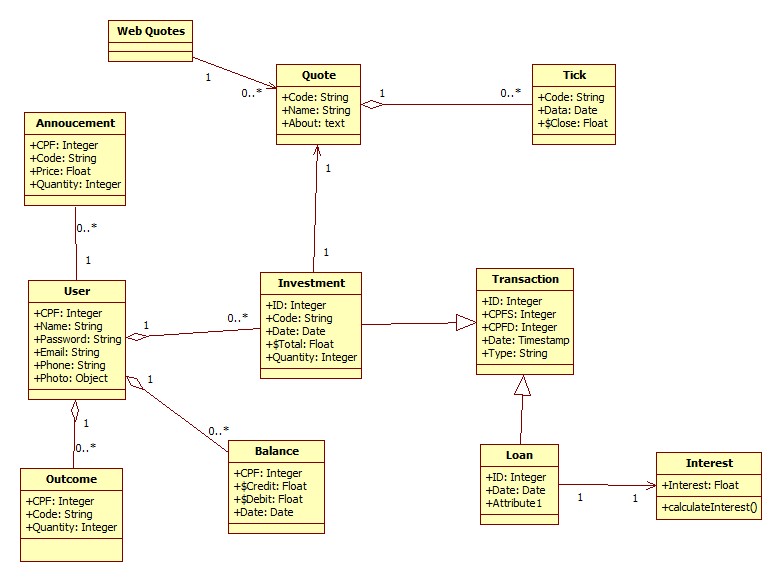 Web Quotes
1
0..*
Quote
+Code: String
+Name: String
+About: text
1
0..*
Tick
+Code: String
+Data: Date
+$Close: Float
Annoucement
+CPF: Integer
+Code: String
+Price: Float
+Quantity: Integer
0..*
1
1
1
User
+CPF: Integer
+Name: String
+Password: String
+Email: String
+Phone: String
+Photo: Object
1
0..*
Investment
+ID: Integer
+Code: String
+Date: Date
+$Total: Float
+Quantity: Integer
Transaction
+ID: Integer
+CPFS: Integer
+CPFD: Integer
+Date: Timestamp
+Type: String
1
0..*
1
0..*
Outcome
+CPF: Integer
+Code: String
+Quantity: Integer
Balance
+CPF: Integer
+$Credit: Float
+$Debit: Float
+Date: Date
Loan
+ID: Integer
+Date: Date
+Attribute1
1
1
Interest
+Interest: Float
+calculateInterest()